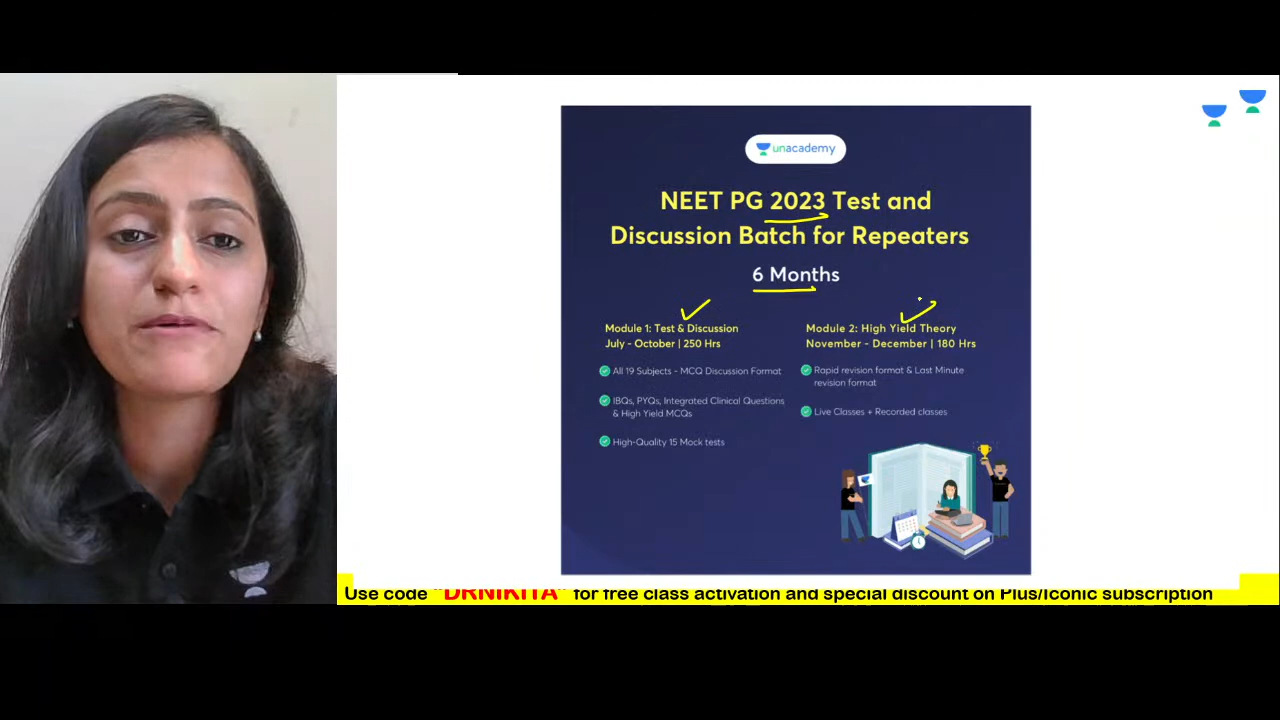 unacademy
NEET PG 2023 Test and
Discussion Batch for Repeaters
6 Months
Module 1: Test & Discussion
July - October | 250 Hrs
All 19 Subjects - MCQ Discussion Format
IBQs, PYQs, Integrated Clinical Questions
& High Yield MCQs
High-Quality 15 Mock tests
Module 2: High Yield Theory
November - December | 180 Hrs
Rapid revision format & Last Minute
revision format
Live Classes + Recorded classes
Use code "DRNIKITA" for free class activation and special discount on Plus/Iconic subscription